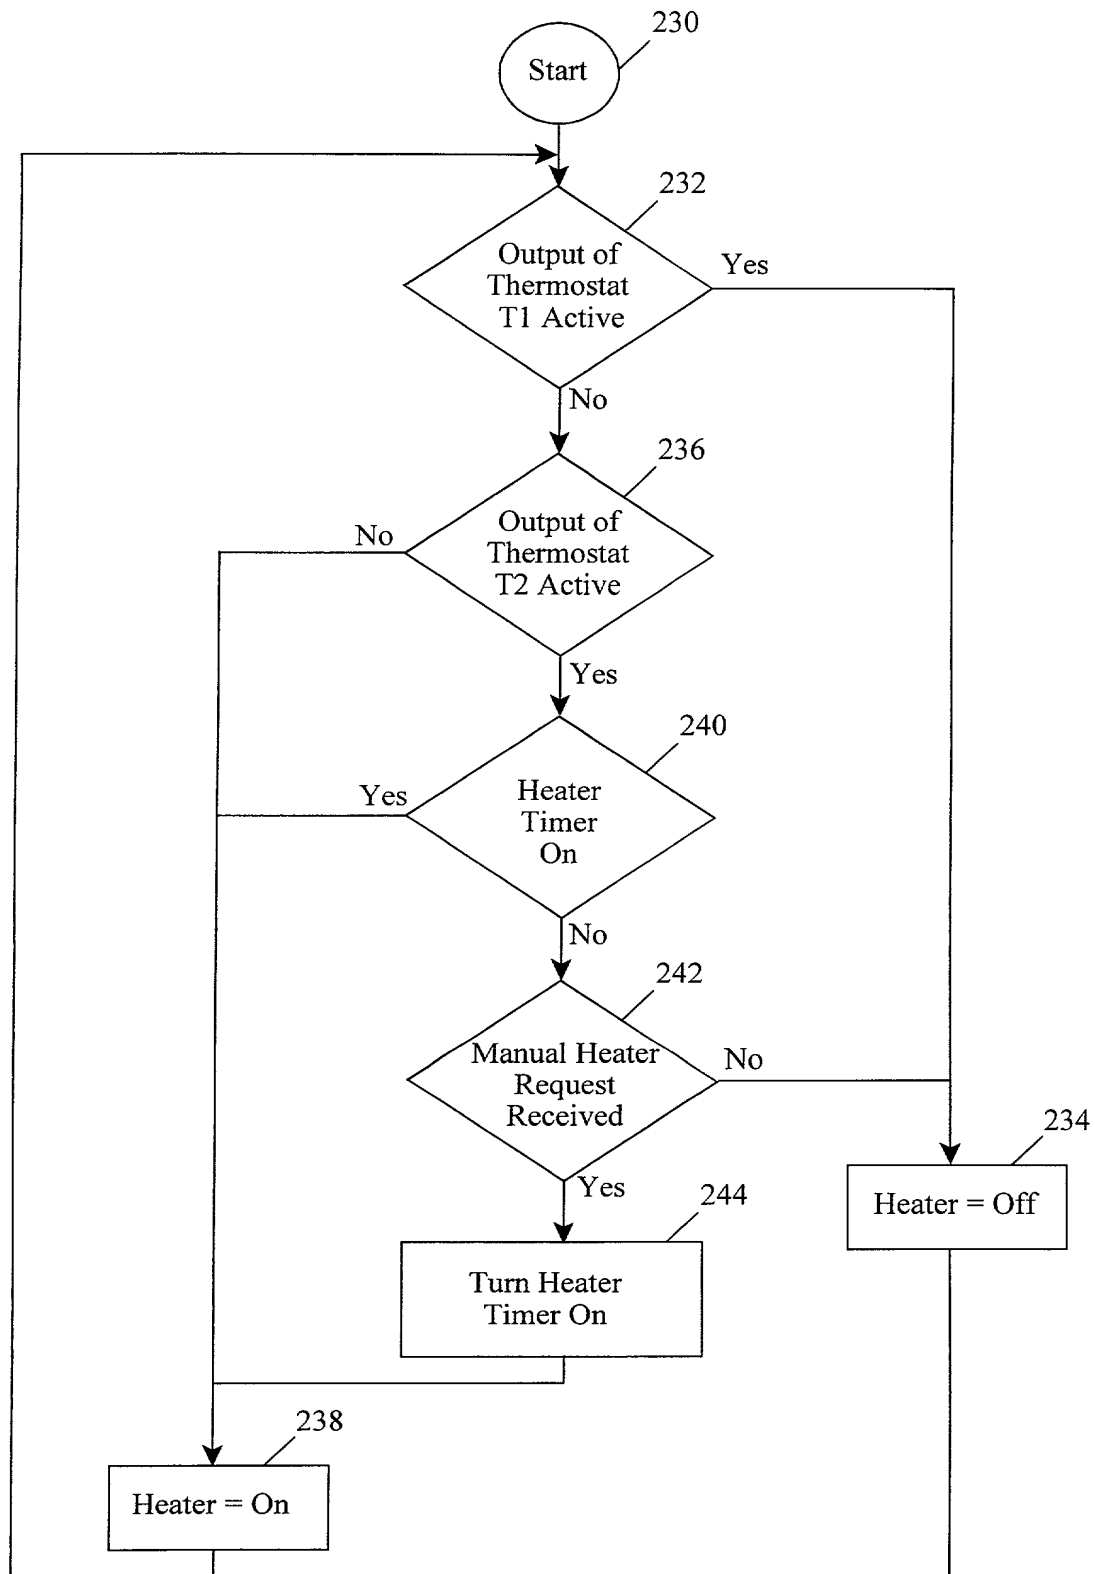 230
Start
232
Output of
Thermostat
T1 Active
Yes
No
236
Output of
Thermostat
T2 Active
No
Yes
240
Heater
Timer
On
Yes
No
242
Manual Heater
Request
Received
No
Yes
234
Heater = Off
244
Turn Heater
Timer On
238
Heater = On